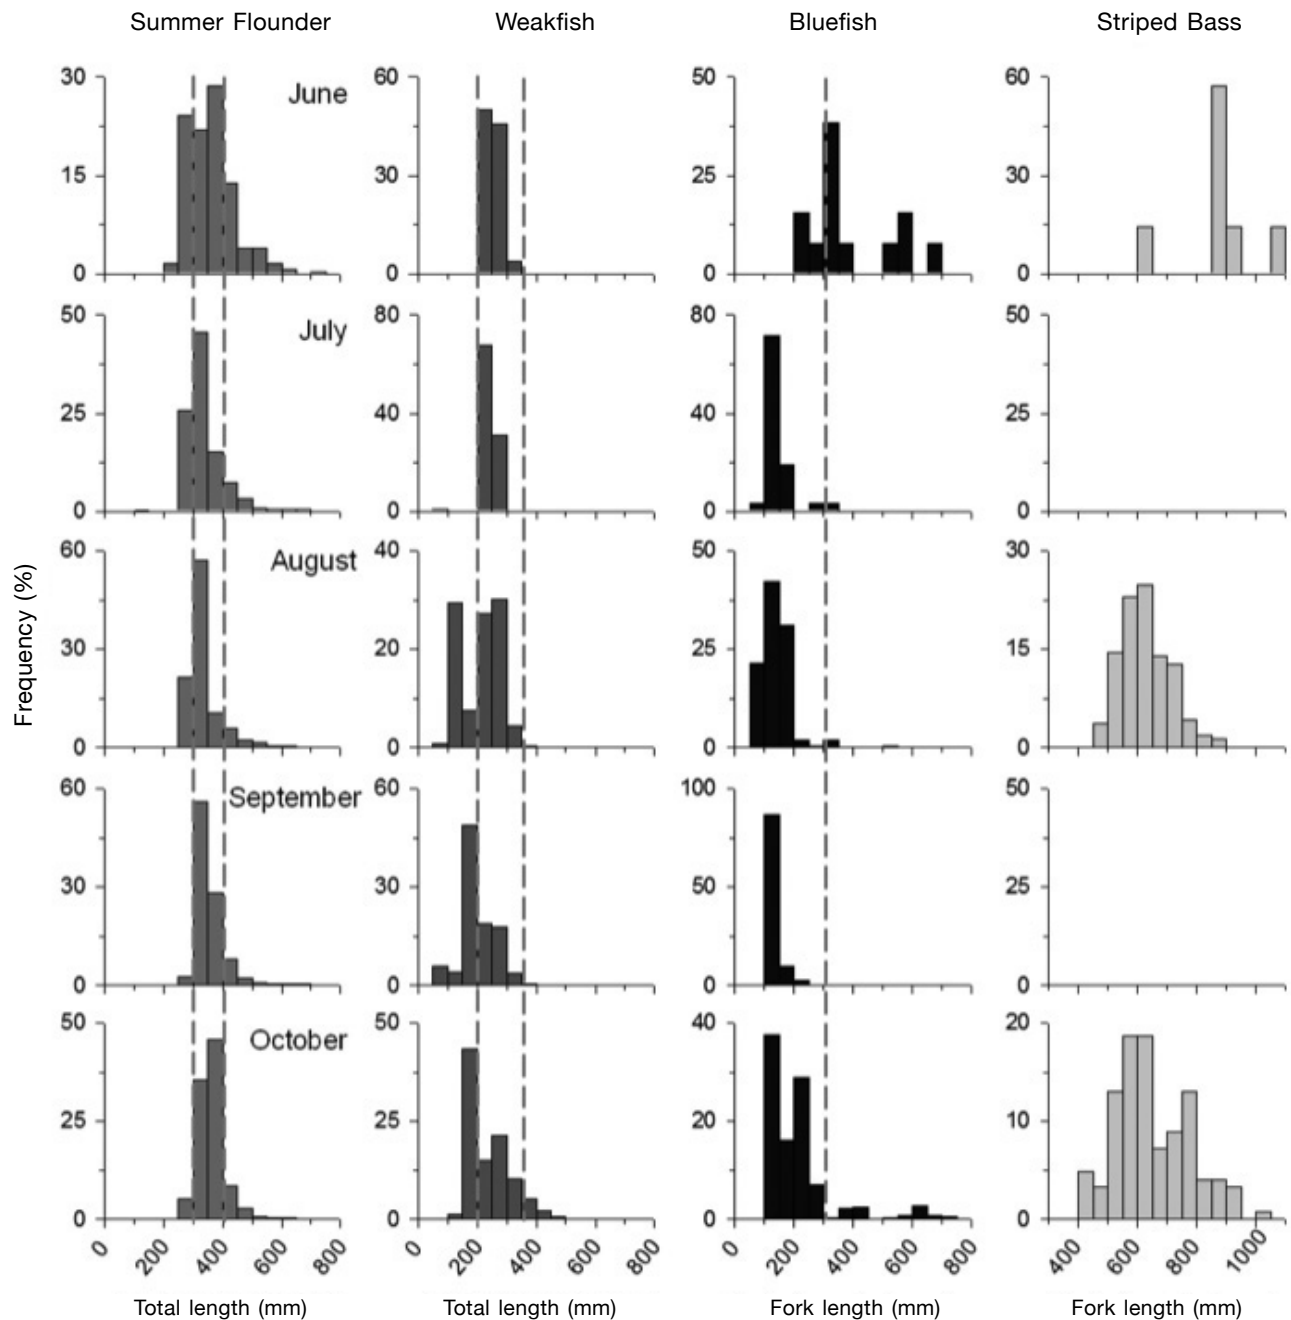 Summer Flounder Weakfish Bluefish Striped Bass
30 15 0 June 60 30 0 50 25 0 60 30 0
50 25 0 July 80 40 0 80 40 0 50 25 0
Frequency (%)
60 30 0 August 40 20 0 50 25 0 30 15 0
60 30 0 September 60 30 0 100 50 0 50 25 0
50 25 0 October 50 25 0 40 20 0 20 10 0
0 200 400 600 800 0 200 400 600 800 0 200 400 600 800 400 600 800 1000
Total length (mm) Total length (mm) Fork length (mm) Fork length (mm)